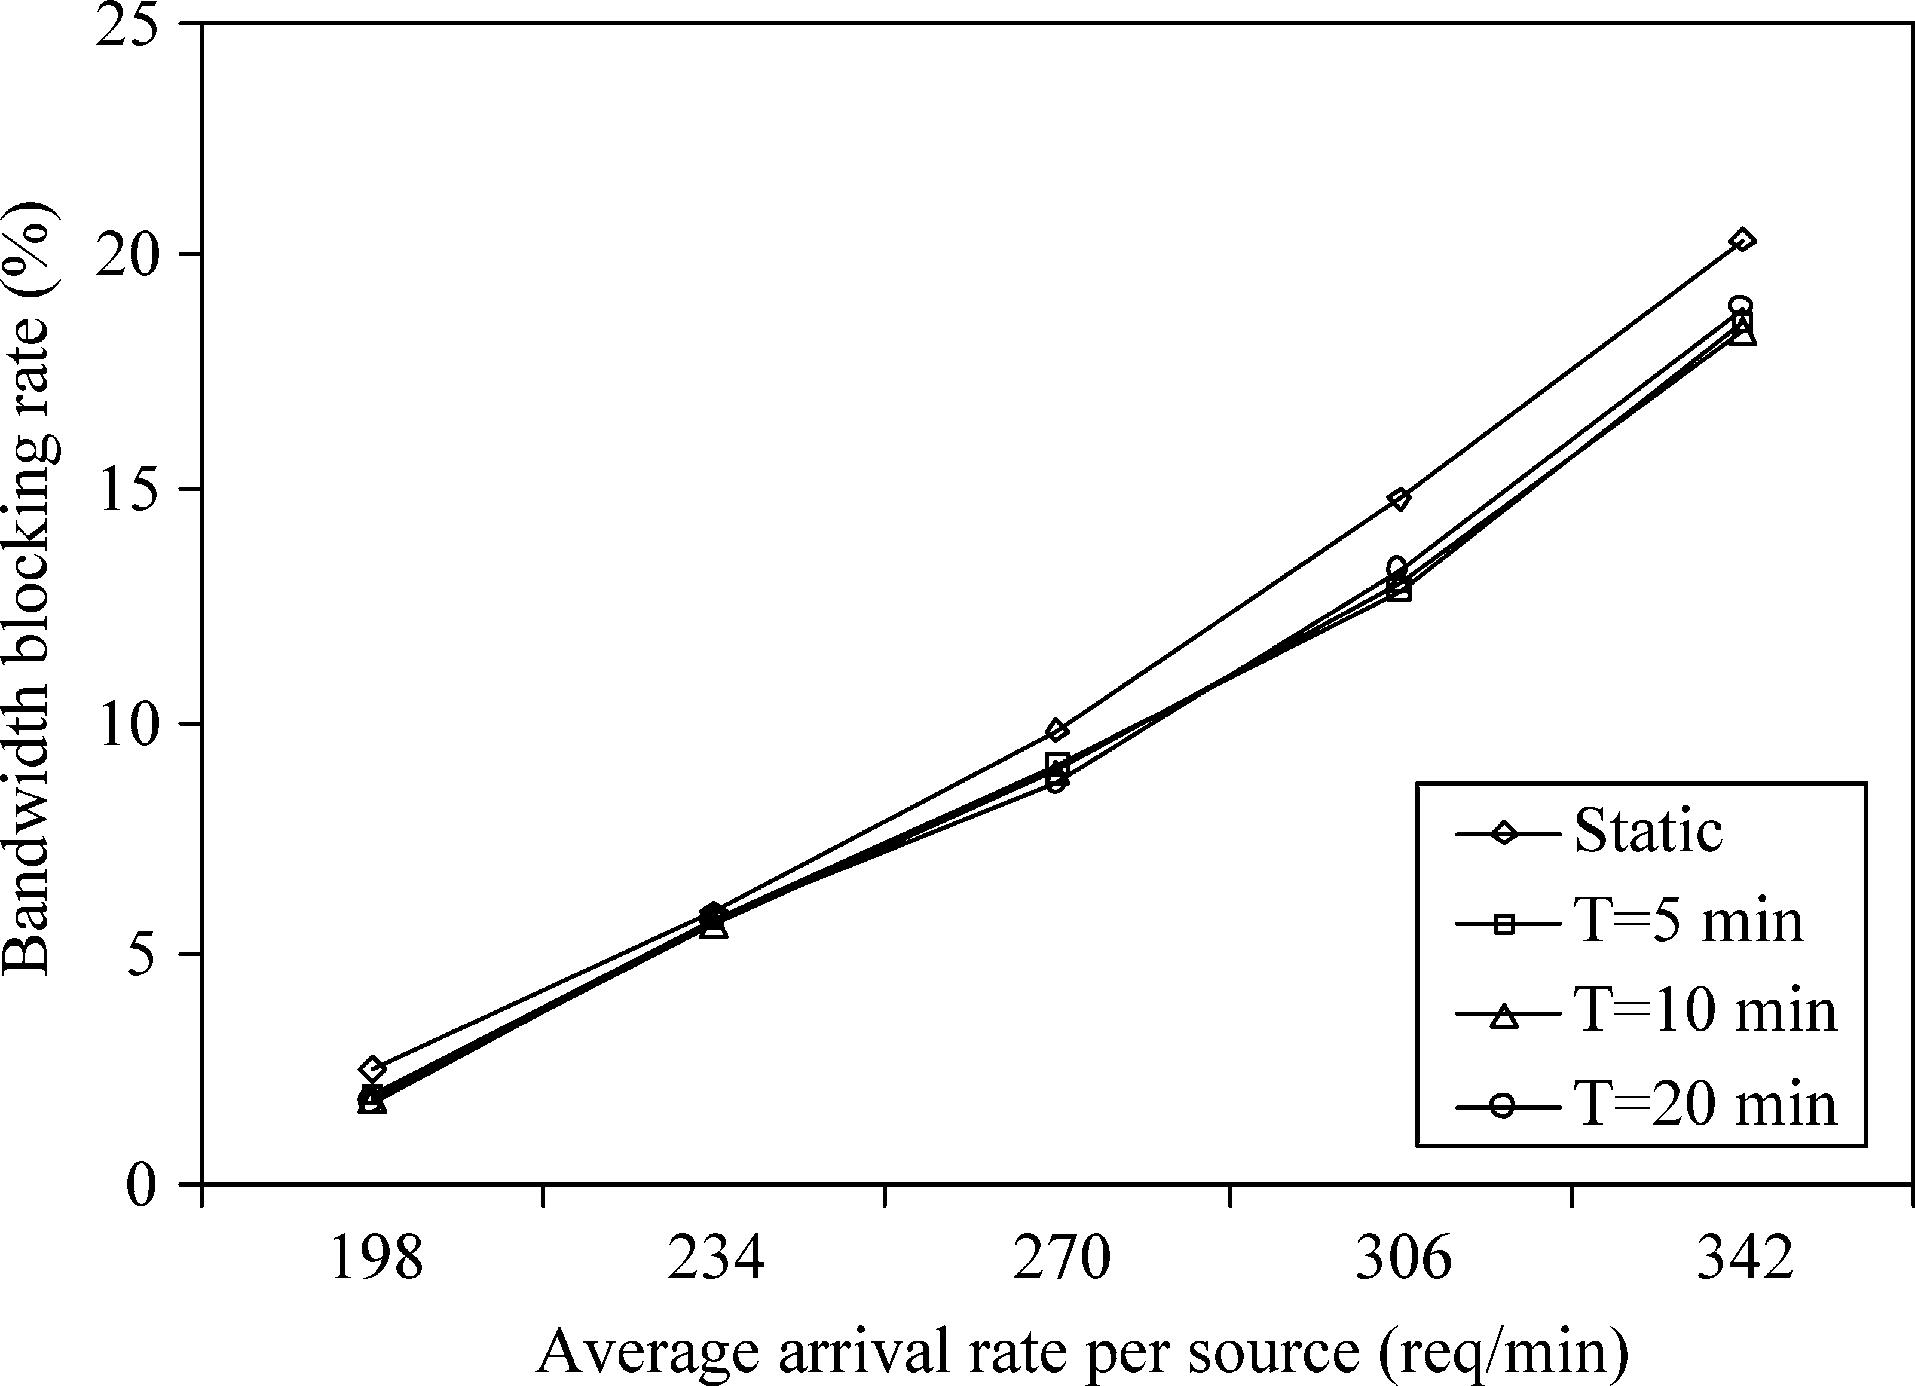 25
20
15
10
5
0
Bandwidth blocking rate (%)
Static
T=5 min
T=10 min
T=20 min
198 234 270 306 342
Average arrival rate per source (req/min)